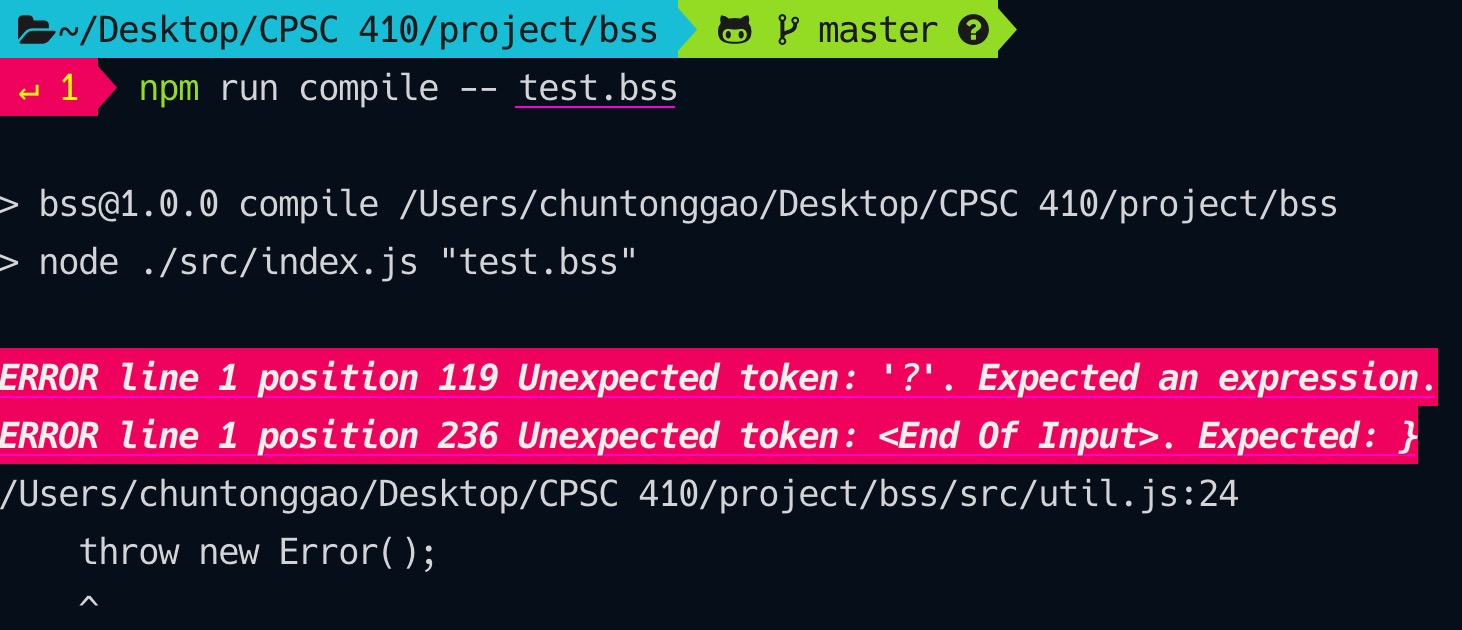 ~/Desktop/CPSC 410/project/bss master ?
↵ 1 npm run compile -- test.bss
> bss@1.0.0 compile /Users/chuntonggao/Desktop/CPSC 410/project/bss
> node ./src/index.js "test.bss"
ERROR line 1 position 119 Unexpected token: '?'. Expected an expression.
ERROR line 1 position 236 Unexpected token: <End Of Input>. Expected: }
/Users/chuntonggao/Desktop/CPSC 410/project/bss/src/util.js:24
throw new Error();
^